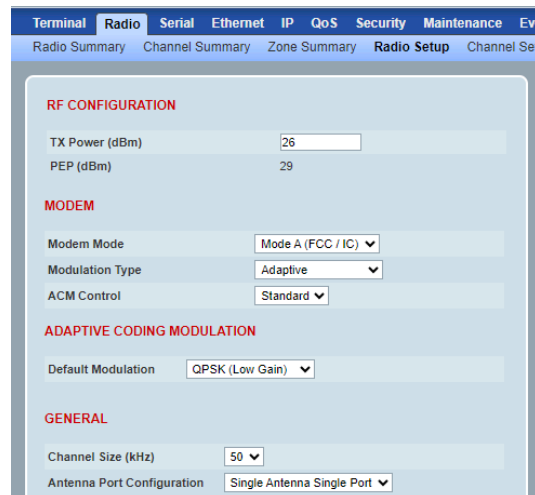 Terminal Radio Serial Ethernet IP QoS Security Maintenance Ev
Radio Summary Channel Summary Zone Summary Radio Setup Channel Se
RF CONFIGURATION
TX Power (dBm) 26
PEP (dBm) 29
MODEM
Modem Mode Mode A (FCC / IC)
Modulation Type Adaptive
ACM Control Standard
ADAPTIVE CODING MODULATION
Default Modulation QPSK (Low Gain)
GENERAL
Channel Size (kHz) 50
Antenna Port Configuration Single Antenna Single Port